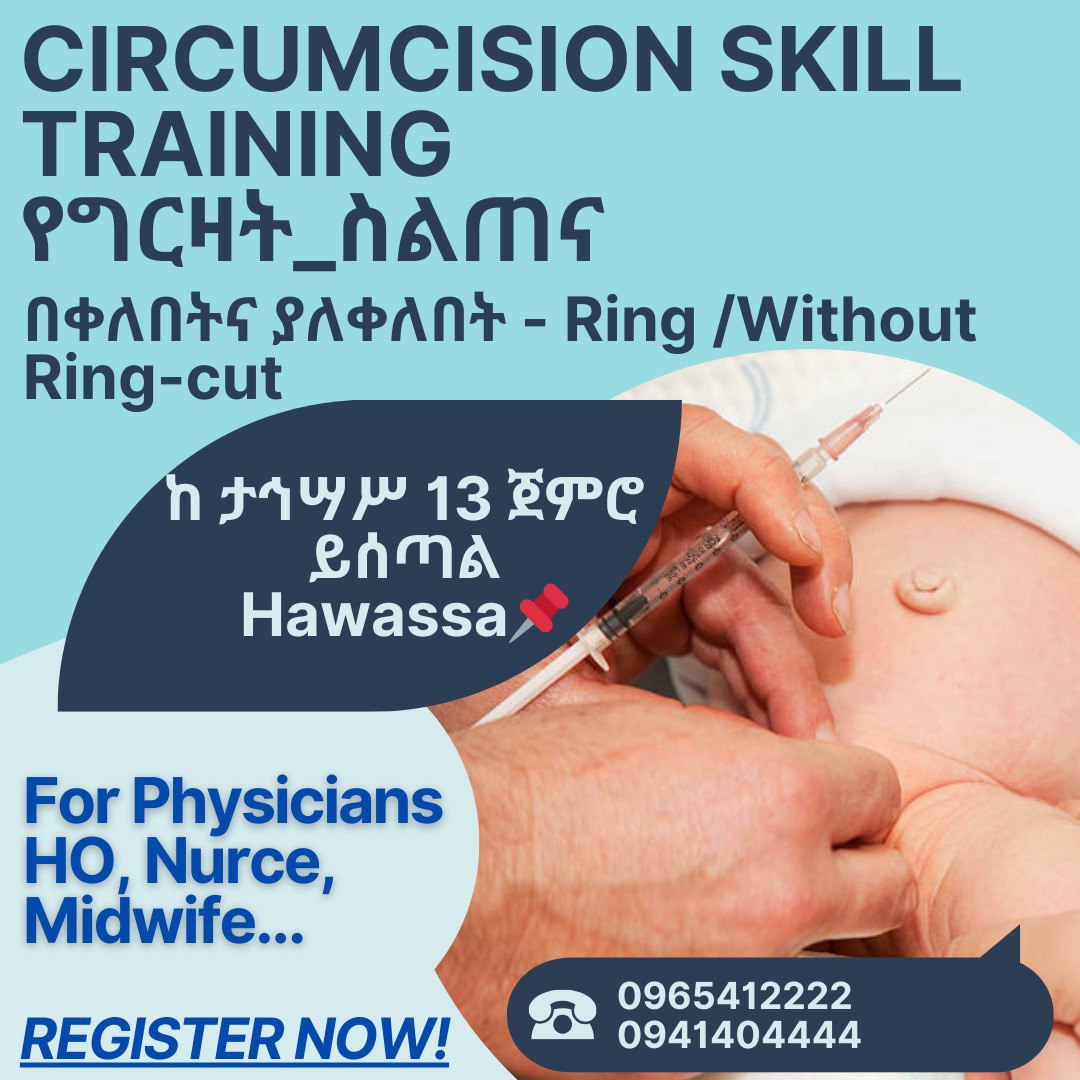 CIRCUMCISION SKILL
TRAINING
የግርዛት_ስልጠና
በቀለበትና ያለቀለበት - Ring /Without
Ring-cut
ከ ታኅሣሥ 13 ጀምሮ
ይሰጣል
Hawassa📌
For Physicians
HO, Nurce,
Midwife...
REGISTER NOW!
0965412222
0941404444